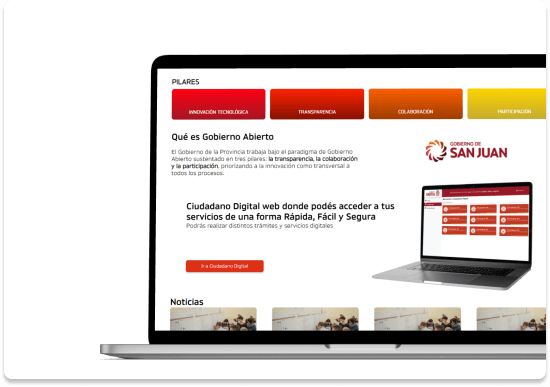 PILARES
INNOVACIÓN TECNOLÓGICA
TRANSPARENCIA
COLABORACIÓN
PARTICIPACIÓN
Qué es Gobierno Abierto
El Gobierno de la Provincia trabaja bajo el paradigma de Gobierno
Abierto sustentado en tres pilares: la transparencia, la colaboración
y la participación, priorizando a la innovación como transversal a
todos los procesos.
GOBIERNO DE
SAN JUAN
Ciudadano Digital web donde podés acceder a tus
servicios de una forma Rápida, Fácil y Segura
Podrás realizar distintos trámites y servicios digitales
Ir a Ciudadano Digital
Noticias